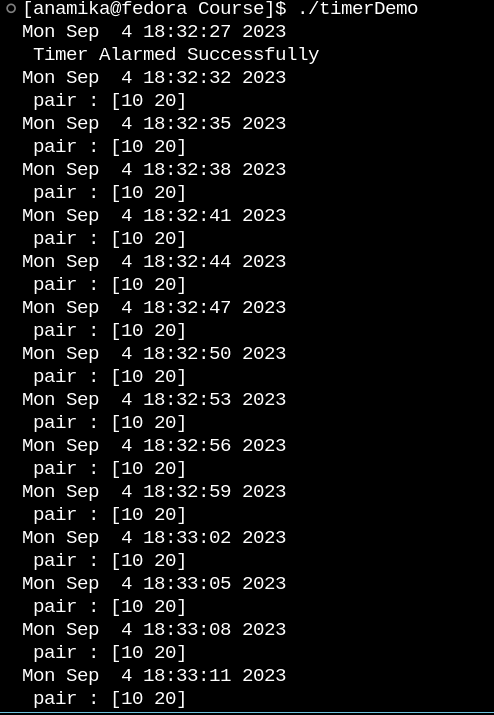 [anamika@fedora Course]$ ./timerDemo
Mon Sep  4 18:32:27 2023
 Timer Alarmed Successfully
Mon Sep  4 18:32:32 2023
 pair : [10 20]
Mon Sep  4 18:32:35 2023
 pair : [10 20]
Mon Sep  4 18:32:38 2023
 pair : [10 20]
Mon Sep  4 18:32:41 2023
 pair : [10 20]
Mon Sep  4 18:32:44 2023
 pair : [10 20]
Mon Sep  4 18:32:47 2023
 pair : [10 20]
Mon Sep  4 18:32:50 2023
 pair : [10 20]
Mon Sep  4 18:32:53 2023
 pair : [10 20]
Mon Sep  4 18:32:56 2023
 pair : [10 20]
Mon Sep  4 18:32:59 2023
 pair : [10 20]
Mon Sep  4 18:33:02 2023
 pair : [10 20]
Mon Sep  4 18:33:05 2023
 pair : [10 20]
Mon Sep  4 18:33:08 2023
 pair : [10 20]
Mon Sep  4 18:33:11 2023
 pair : [10 20]